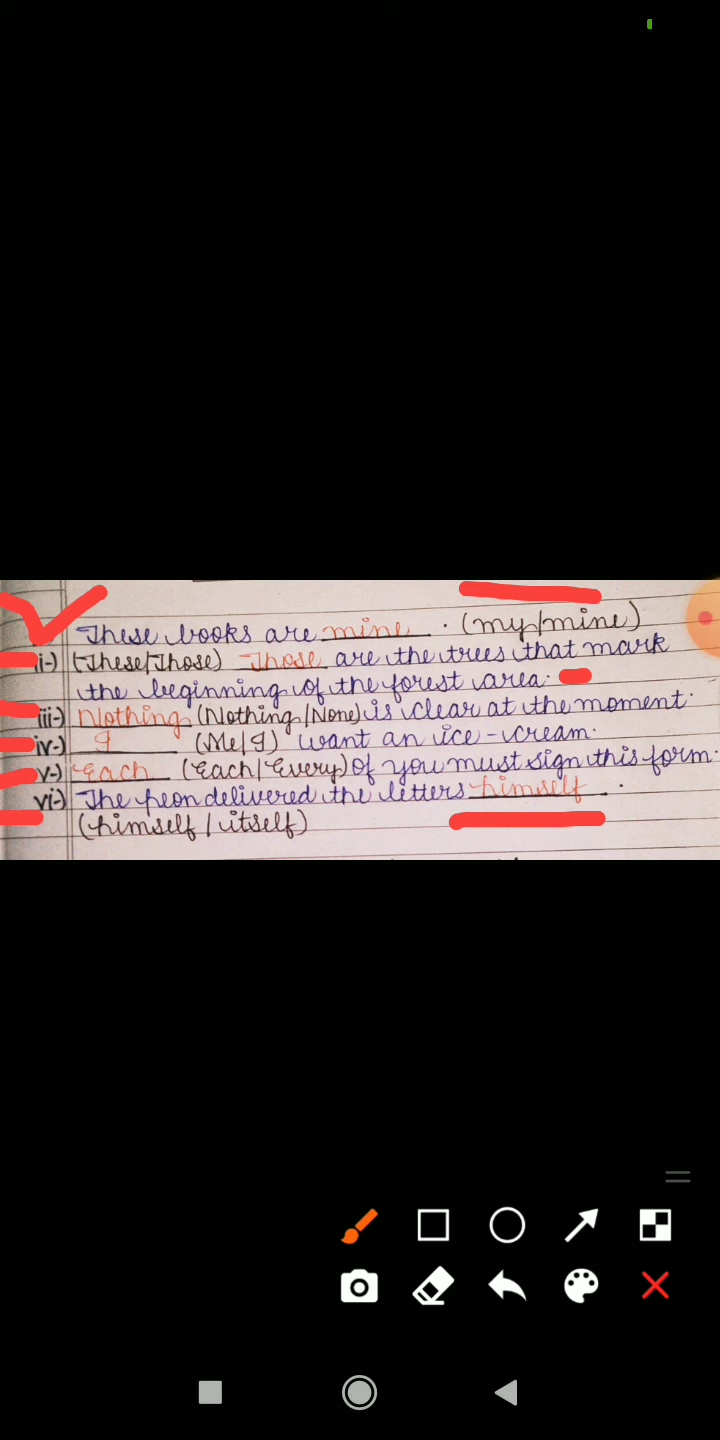 These books are mine. (my/mine)
ii-) (These/Those) Those are the trees that mark
the beginning of the forest area.
iii-) Nothing (Nothing/None) is clear at the moment.
iv-) I (Me/I) want an ice-cream.
v-) Each (Each/Every) of you must sign this form.
vi-) The peon delivered the letters himself.
(himself/itself)